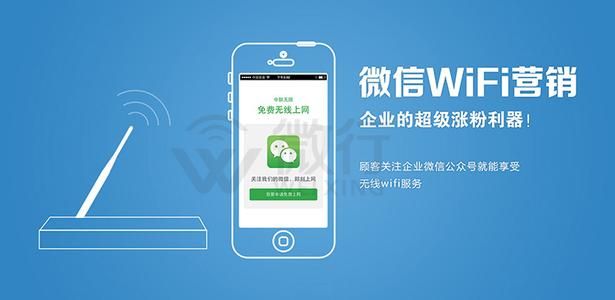 微信WiFi营销
企业的超级涨粉利器!
顾客关注企业微信公众号就能享受
无线wifi服务
免费无线上网
关注我们的微信，即刻上网
微行
WEIXING